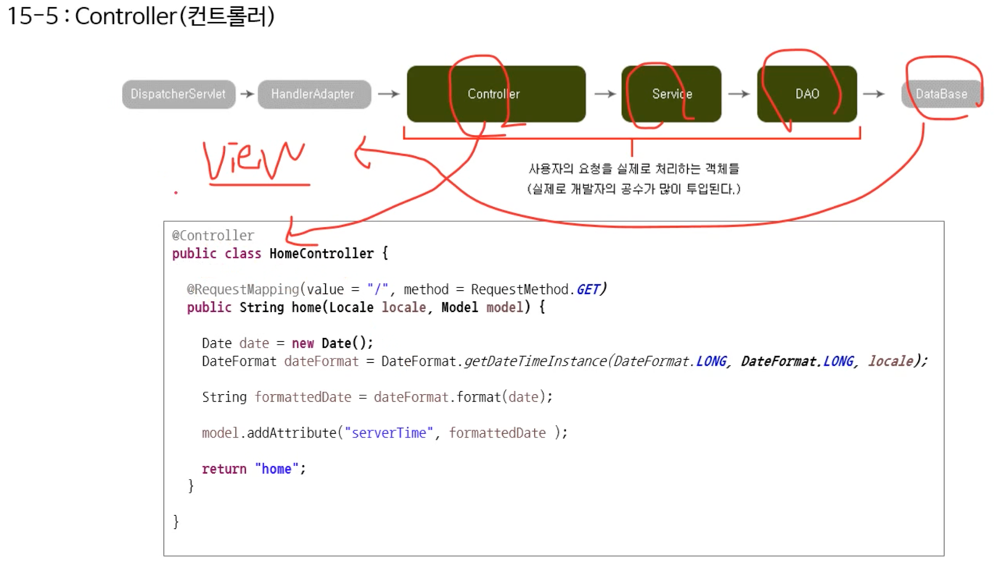 15-5 : Controller(컨트롤러)
DispatcherServlet HandlerAdapter Controller Service DAO DataBase
View
사용자의 요청을 실제로 처리하는 객체들
(실제로 개발자의 공수가 많이 투입된다.)
@Controller
public class HomeController {
@RequestMapping(value = "/", method = RequestMethod.GET)
public String home(Locale locale, Model model) {
Date date = new Date();
DateFormat dateFormat = DateFormat.getDateTimeInstance(DateFormat.LONG, DateFormat.LONG, locale);
String formattedDate = dateFormat.format(date);
model.addAttribute("serverTime", formattedDate );
return "home";
}
}